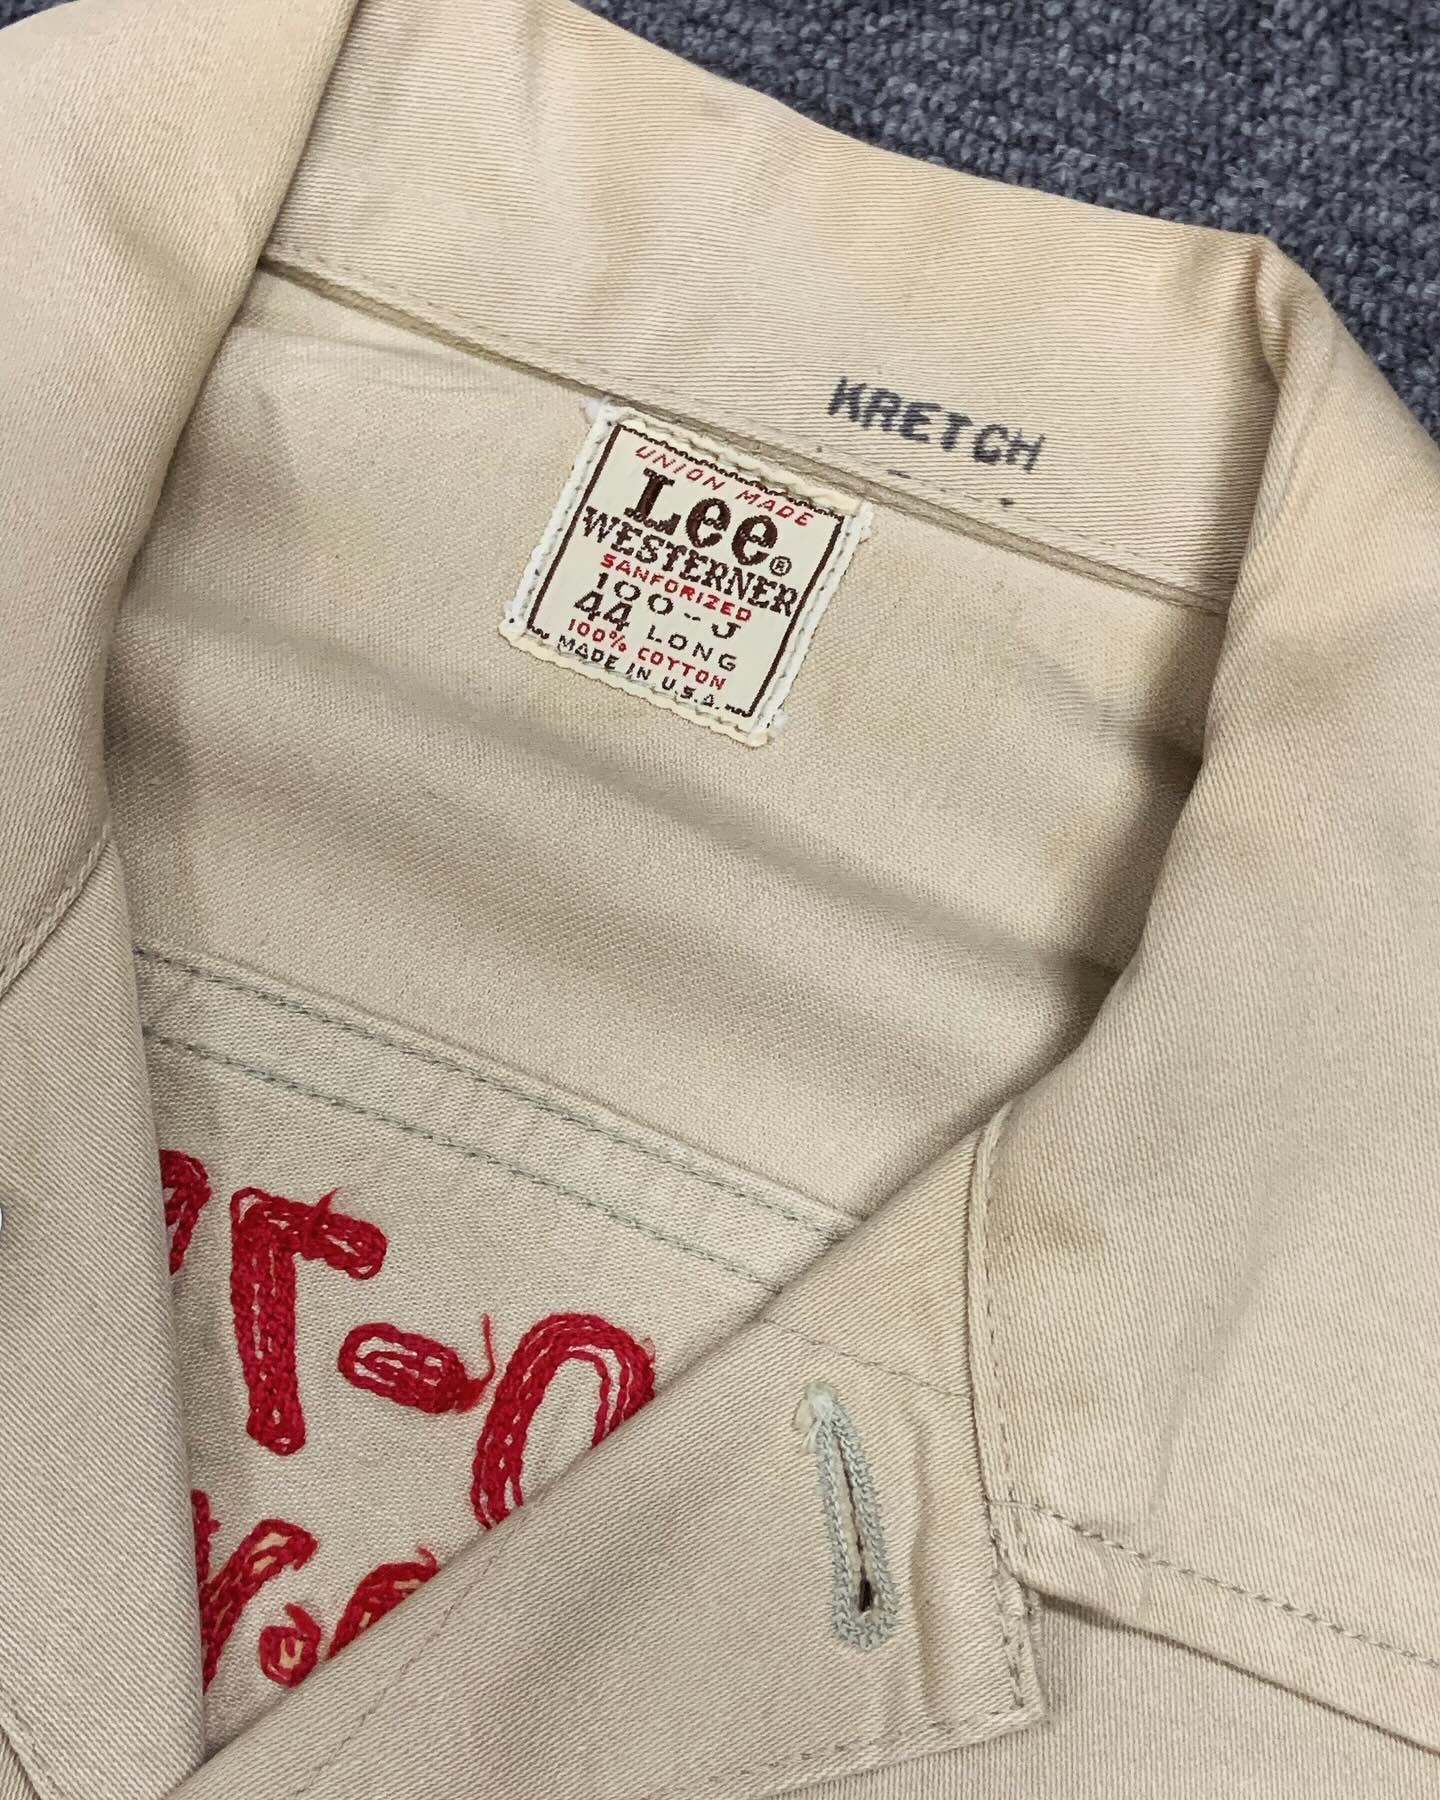 KRETCH
UNION MADE
Lee®
WESTERNER
SANFORIZED
100-J
44 LONG
100% COTTON
MADE IN U.S.A.